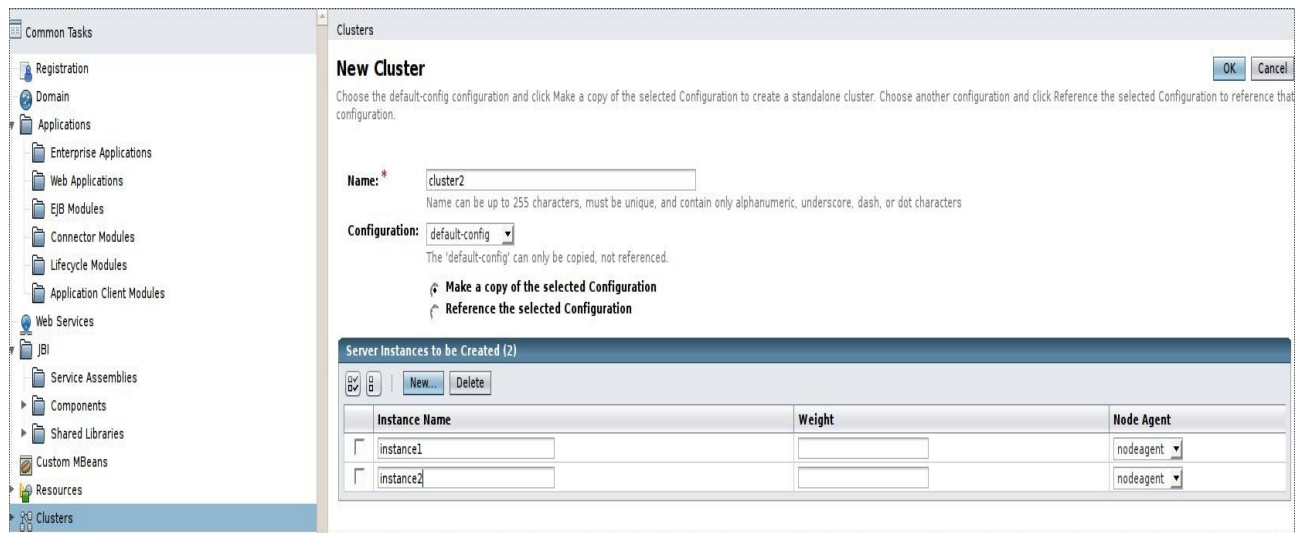 Common Tasks
Registration
Domain
Applications
Enterprise Applications
Web Applications
EJB Modules
Connector Modules
Lifecycle Modules
Application Client Modules
Web Services
JBI
Service Assemblies
Components
Shared Libraries
Custom MBeans
Resources
Clusters
Clusters
New Cluster
OK Cancel
Choose the default-config configuration and click Make a copy of the selected Configuration to create a standalone cluster. Choose another configuration and click Reference the selected Configuration to reference that
configuration.
Name: * cluster2
Name can be up to 255 characters, must be unique, and contain only alphanumeric, underscore, dash, or dot characters
Configuration: default-config
The 'default-config' can only be copied, not referenced.
Make a copy of the selected Configuration
Reference the selected Configuration
Server Instances to be Created (2)
New... Delete
Instance Name Weight Node Agent
instance1 nodeagent
instance2 nodeagent